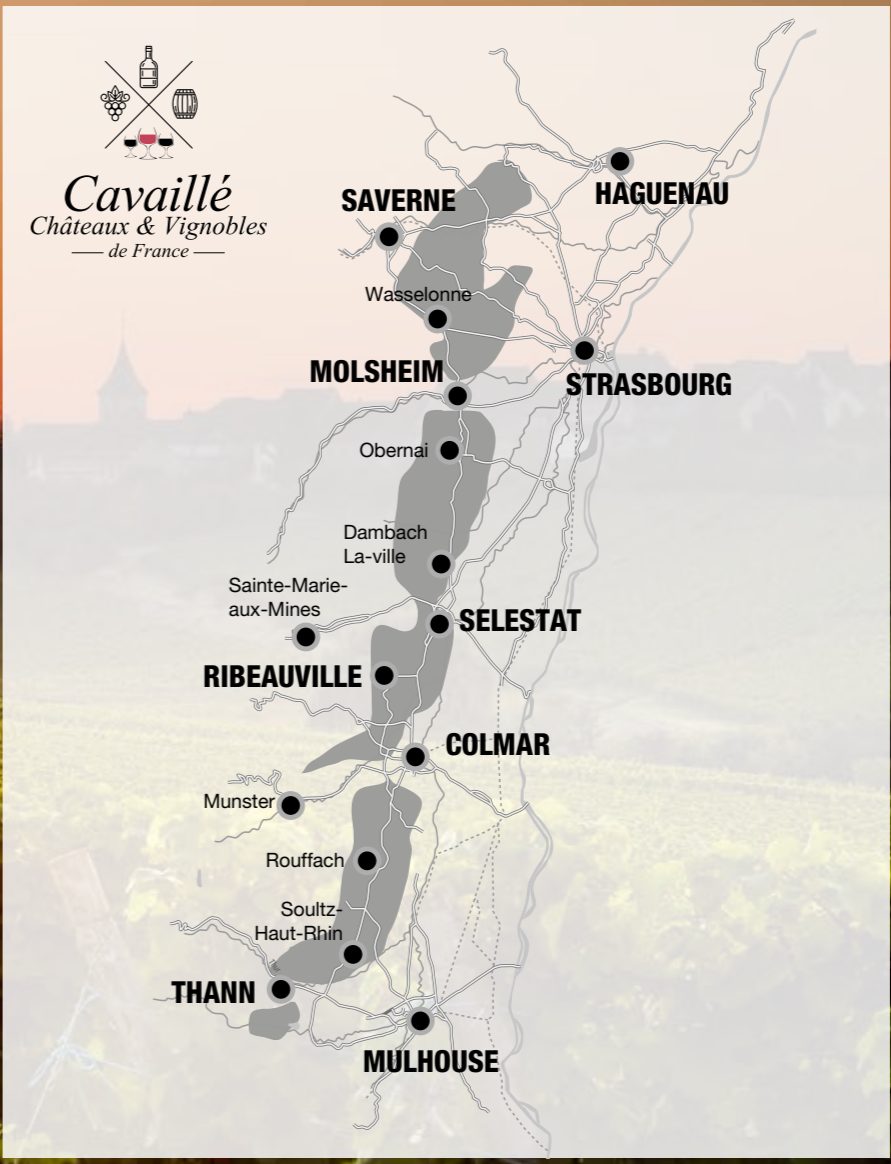 Cavaillé
Châteaux & Vignobles
de France
HAGUENAU
SAVERNE
Wasselonne
STRASBOURG
MOLSHEIM
Obernai
Dambach
La-ville
Sainte-Marie-
aux-Mines
SELESTAT
RIBEAUVILLE
COLMAR
Munster
Rouffach
Soultz-
Haut-Rhin
THANN
MULHOUSE